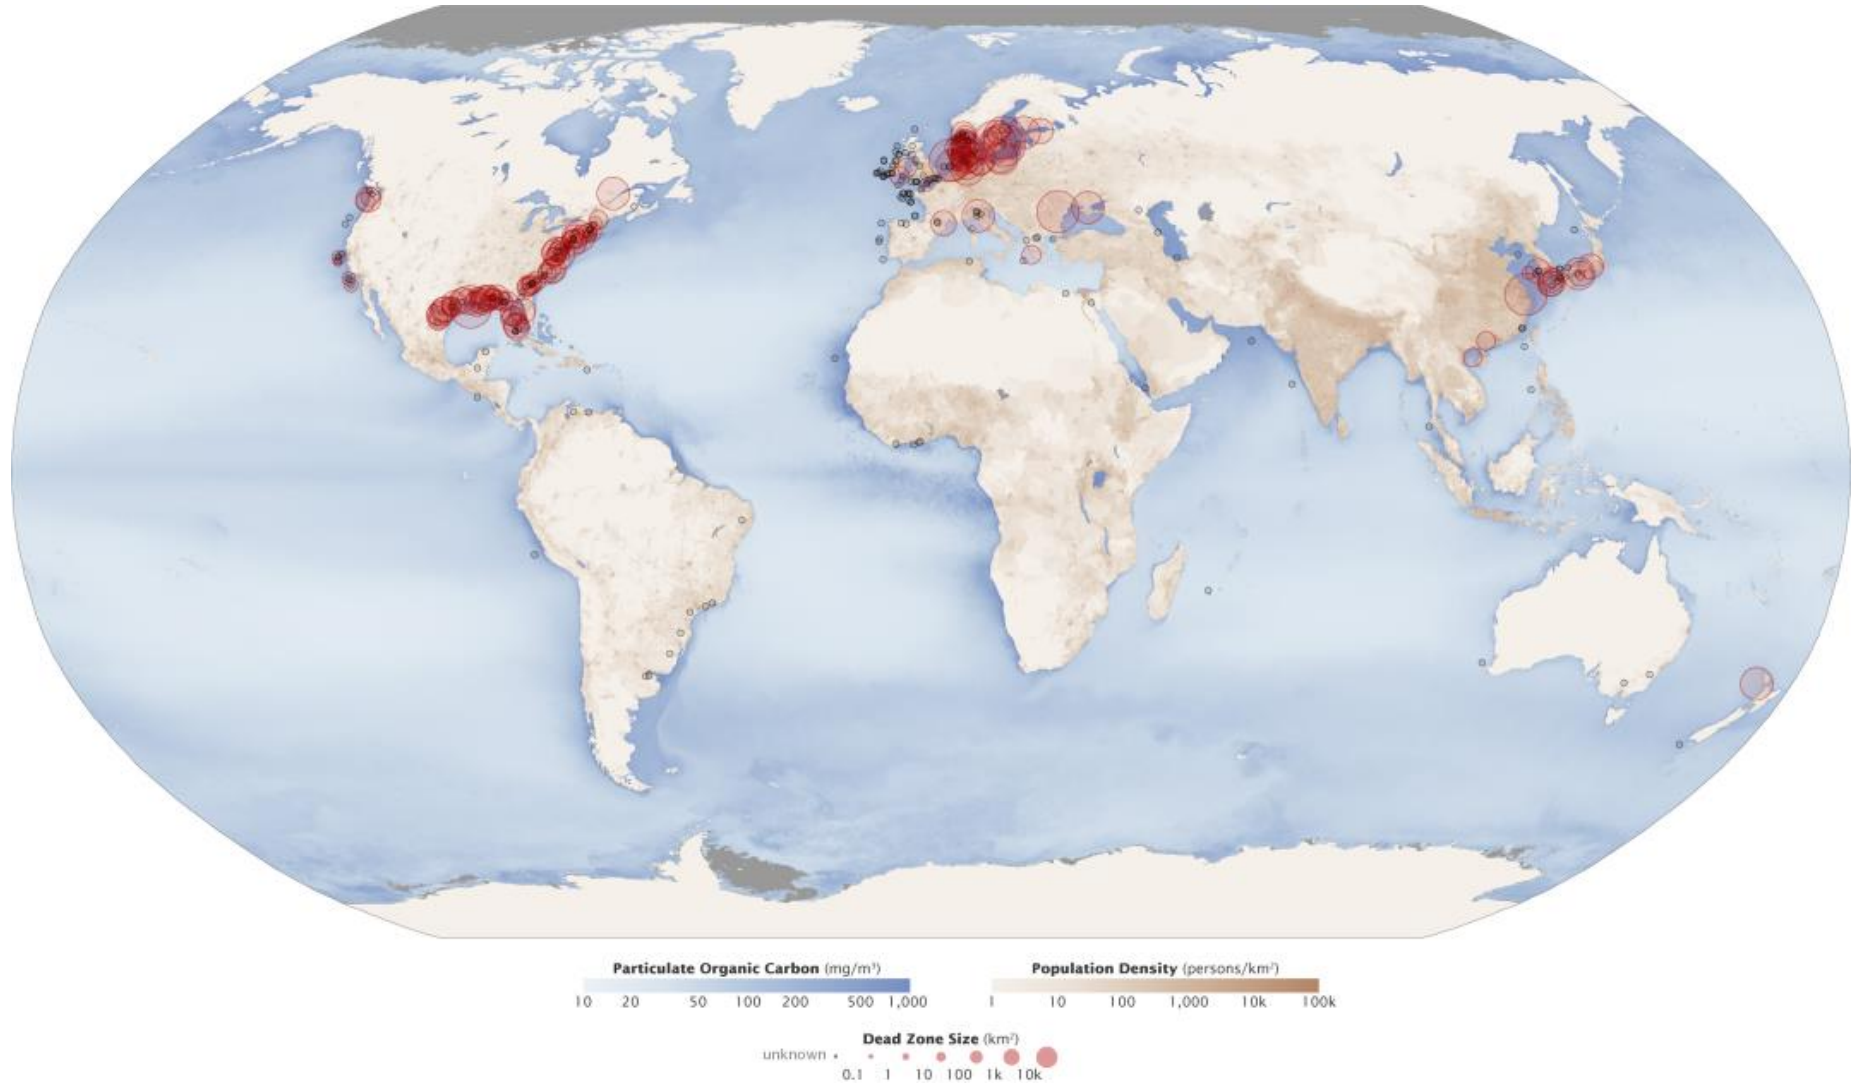 Particulate Organic Carbon (mg/m³)
10 20 50 100 200 500 1,000
Population Density (persons/km²)
1 10 100 1,000 10k 100k
Dead Zone Size (km²)
unknown
0.1 1 10 100 1k 10k